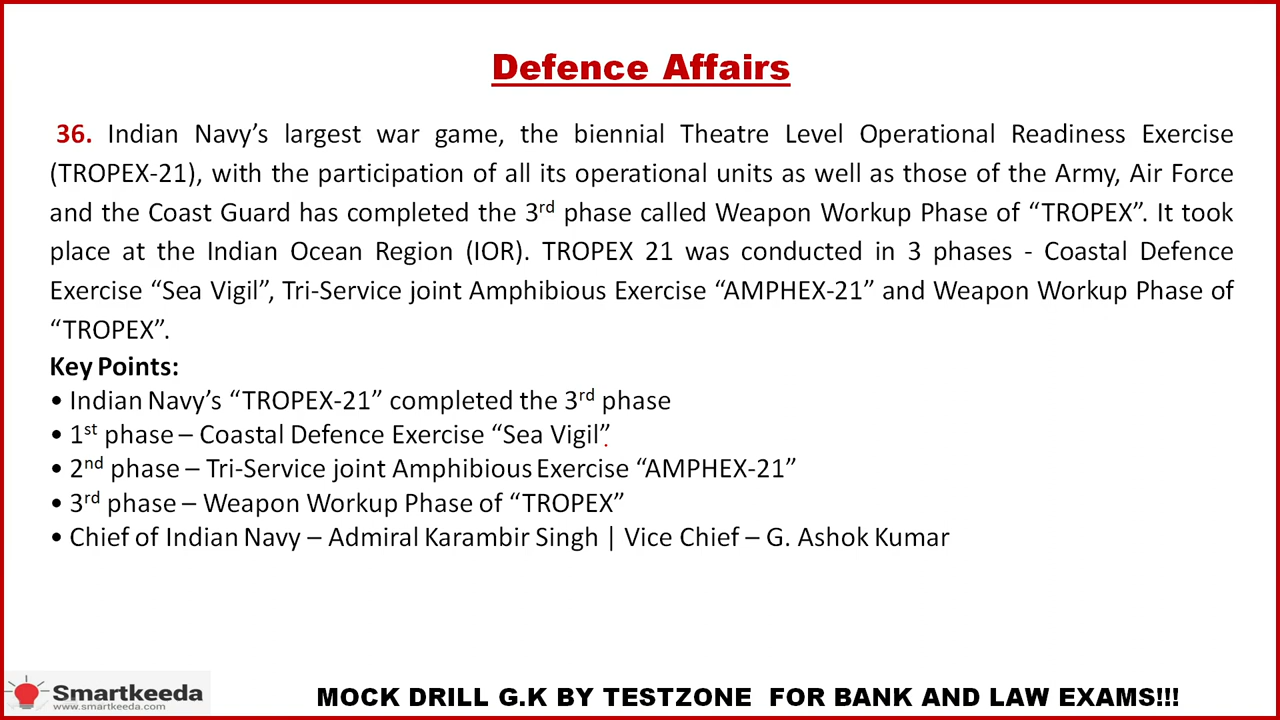 Defence Affairs
36. Indian Navy’s largest war game, the biennial Theatre Level Operational Readiness Exercise
(TROPEX-21), with the participation of all its operational units as well as those of the Army, Air Force
and the Coast Guard has completed the 3rd phase called Weapon Workup Phase of “TROPEX”. It took
place at the Indian Ocean Region (IOR). TROPEX 21 was conducted in 3 phases - Coastal Defence
Exercise “Sea Vigil”, Tri-Service joint Amphibious Exercise “AMPHEX-21” and Weapon Workup Phase of
“TROPEX”.
Key Points:
• Indian Navy’s “TROPEX-21” completed the 3rd phase
• 1st phase – Coastal Defence Exercise “Sea Vigil”
• 2nd phase – Tri-Service joint Amphibious Exercise “AMPHEX-21”
• 3rd phase – Weapon Workup Phase of “TROPEX”
• Chief of Indian Navy – Admiral Karambir Singh | Vice Chief – G. Ashok Kumar
Smartkeeda
www.smartkeeda.com
MOCK DRILL G.K BY TESTZONE FOR BANK AND LAW EXAMS!!!